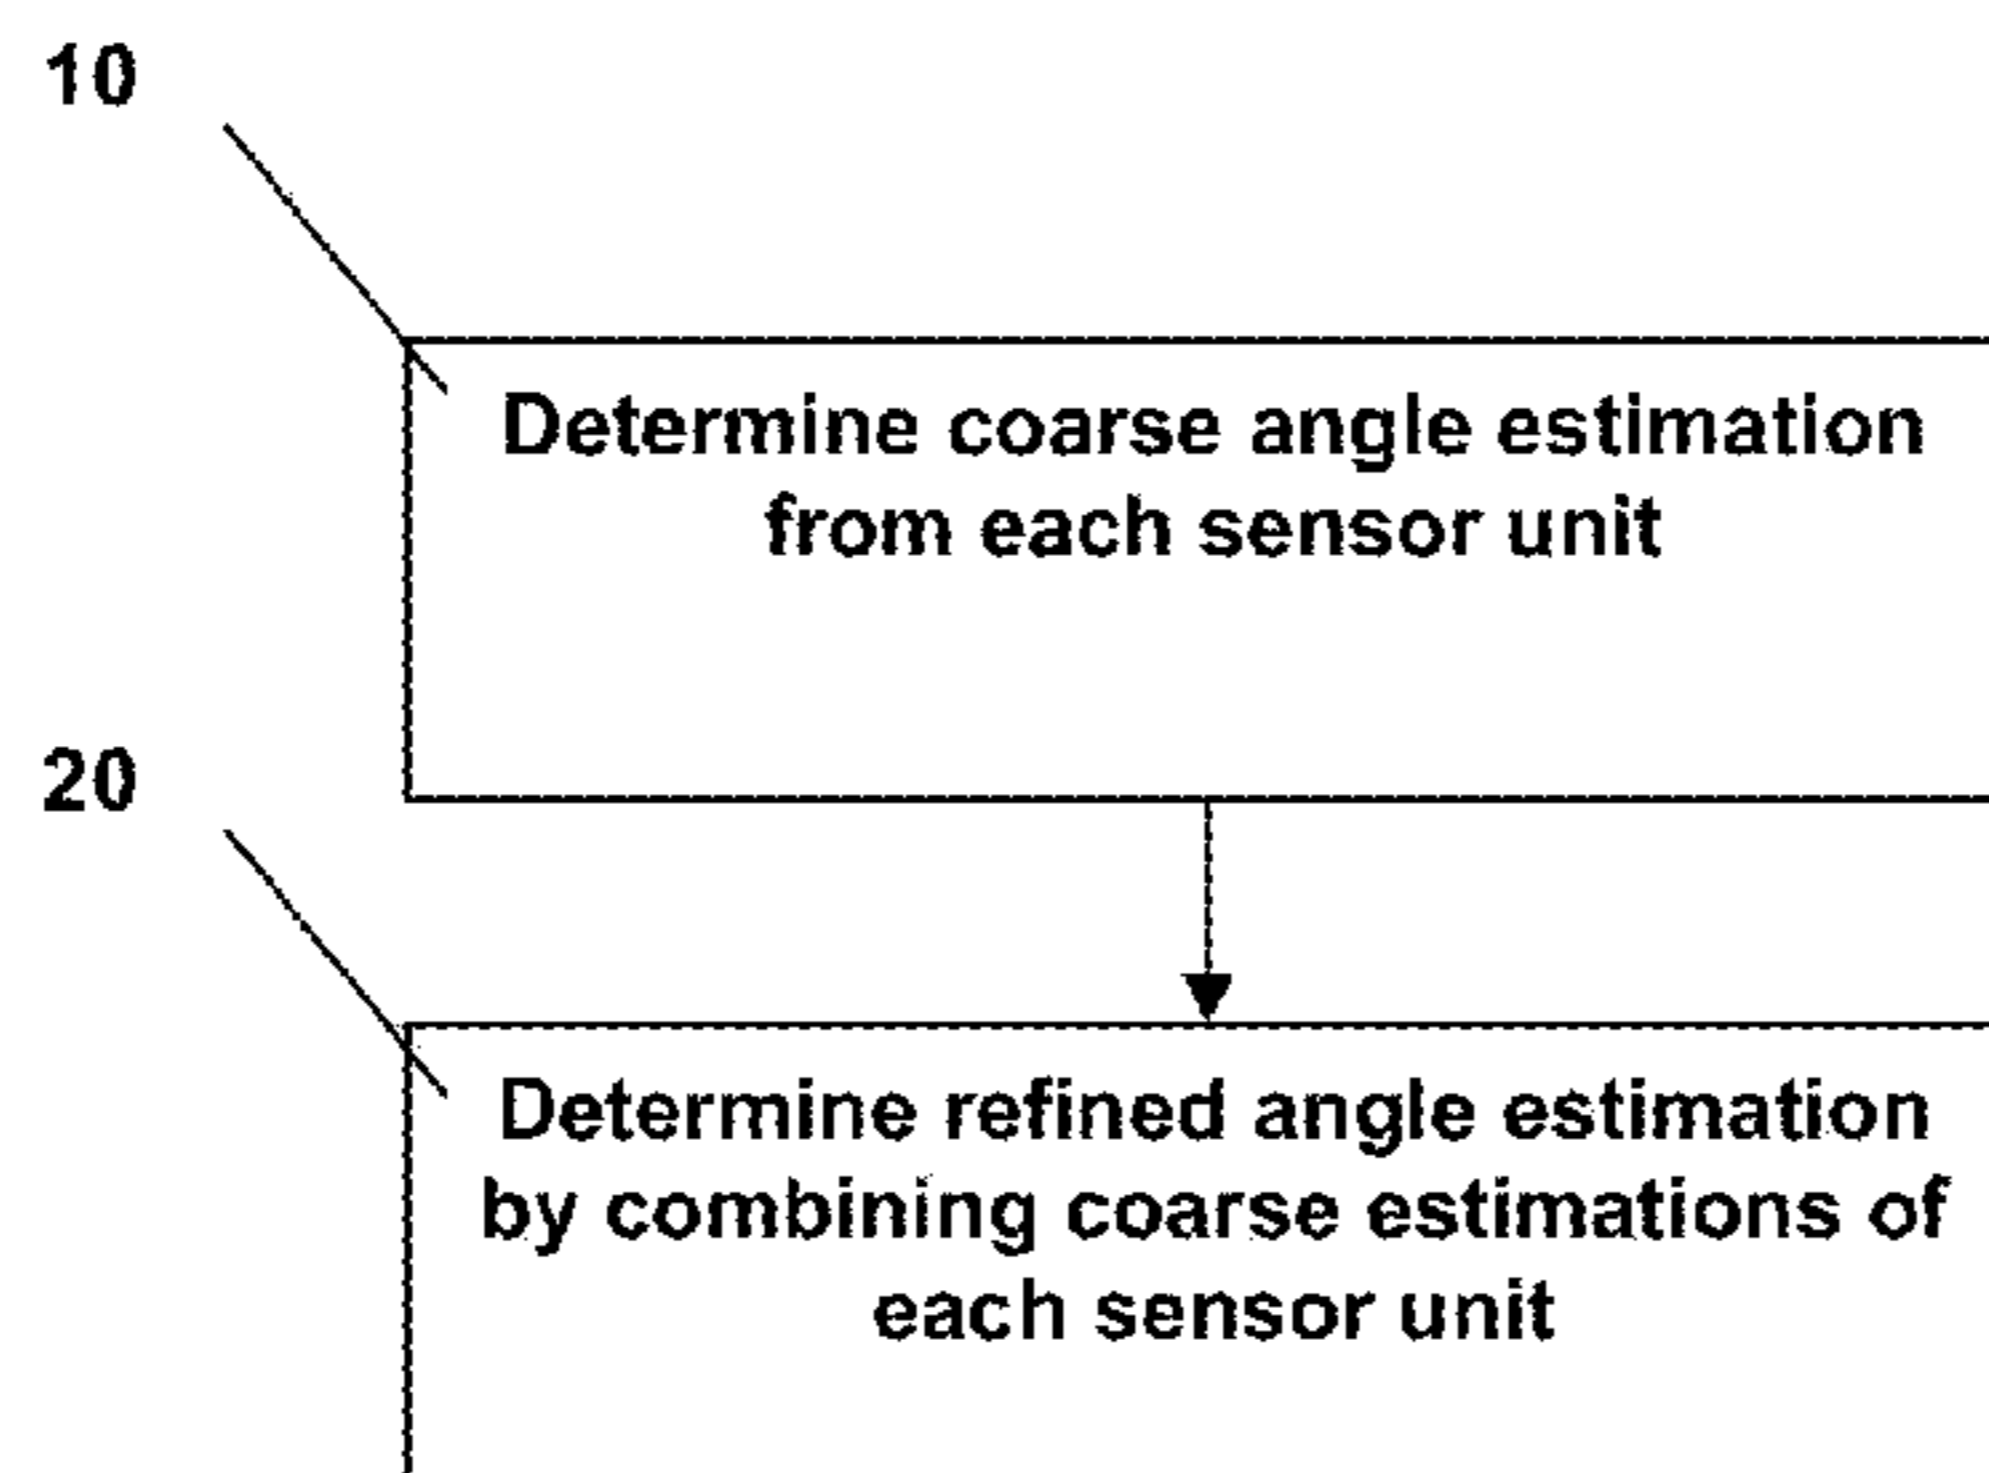 10
Determine coarse angle estimation
from each sensor unit
20
Determine refined angle estimation
by combining coarse estimations of
each sensor unit